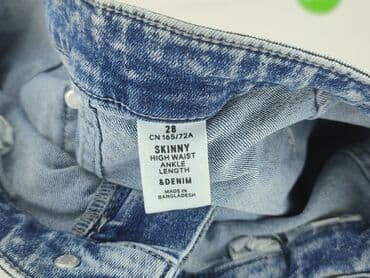 28
CN 165/72A
SKINNY
HIGH WAIST
ANKLE
LENGTH
&DENIM
MADE IN
BANGLADESH